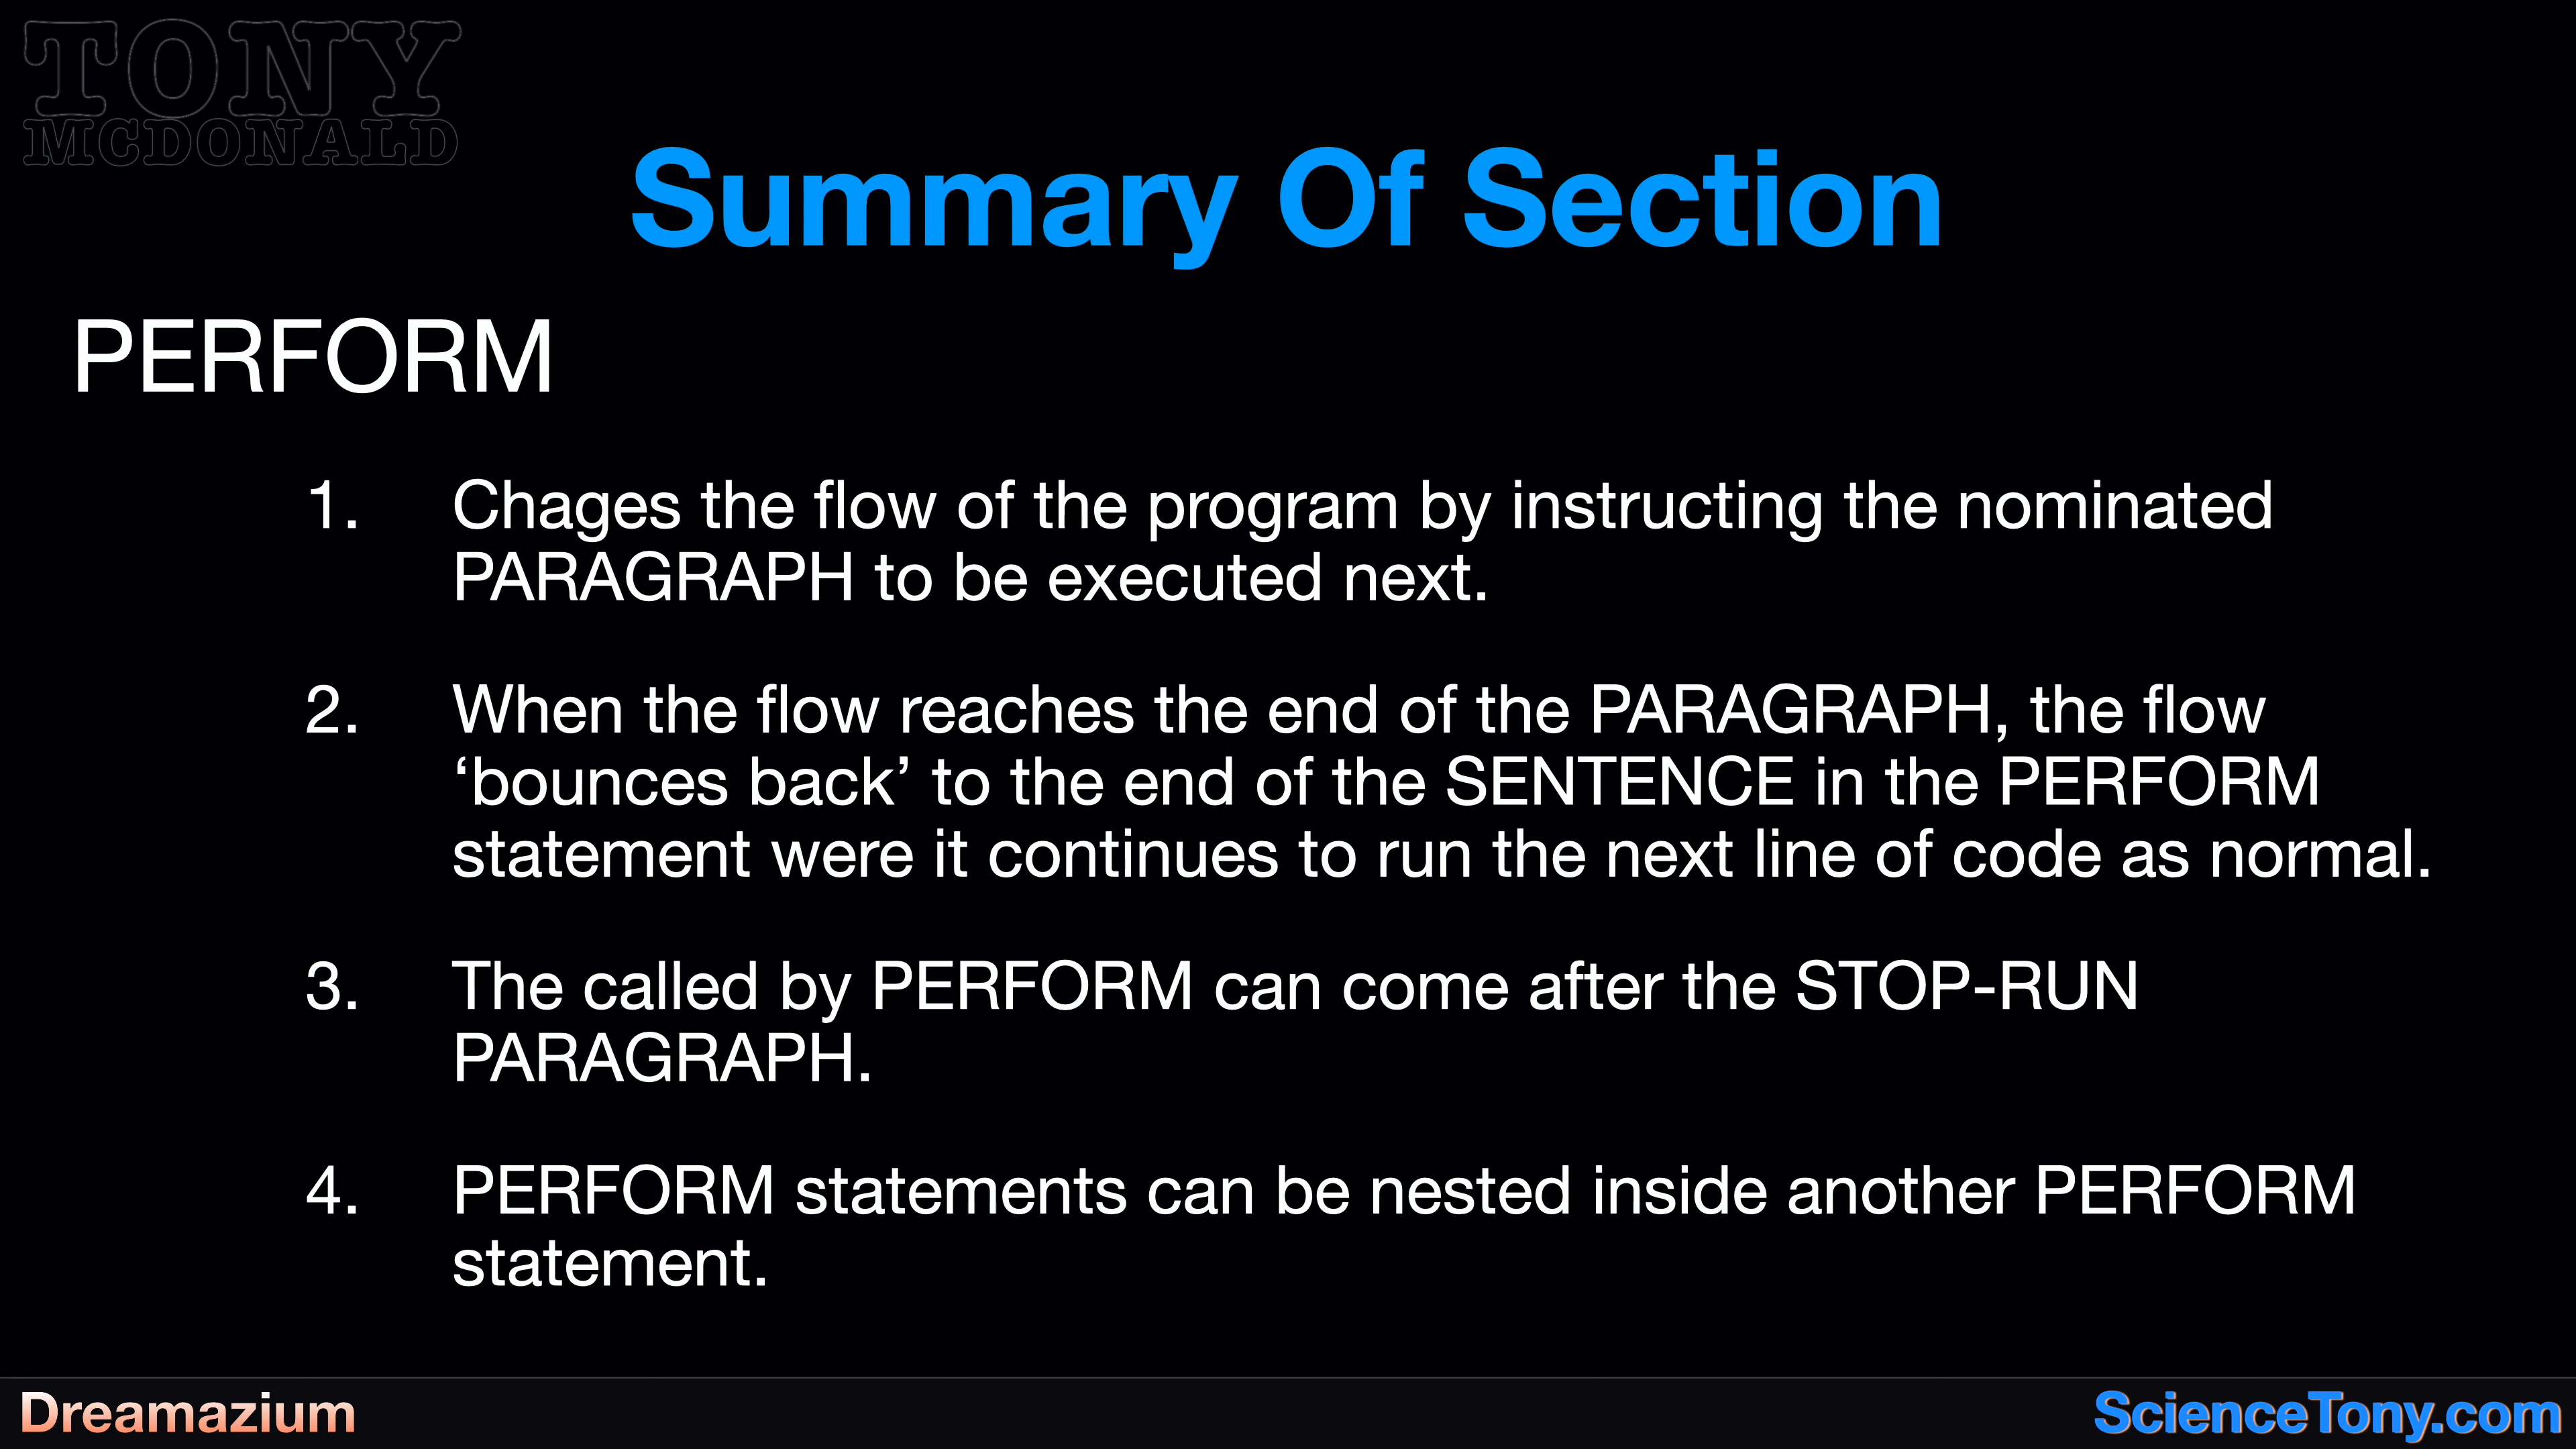 TONY
MCDONALD
Summary Of Section
PERFORM
1. Chages the flow of the program by instructing the nominated
PARAGRAPH to be executed next.
2. When the flow reaches the end of the PARAGRAPH, the flow
‘bounces back’ to the end of the SENTENCE in the PERFORM
statement were it continues to run the next line of code as normal.
3. The called by PERFORM can come after the STOP-RUN
PARAGRAPH.
4. PERFORM statements can be nested inside another PERFORM
statement.
Dreamazium
ScienceTony.com